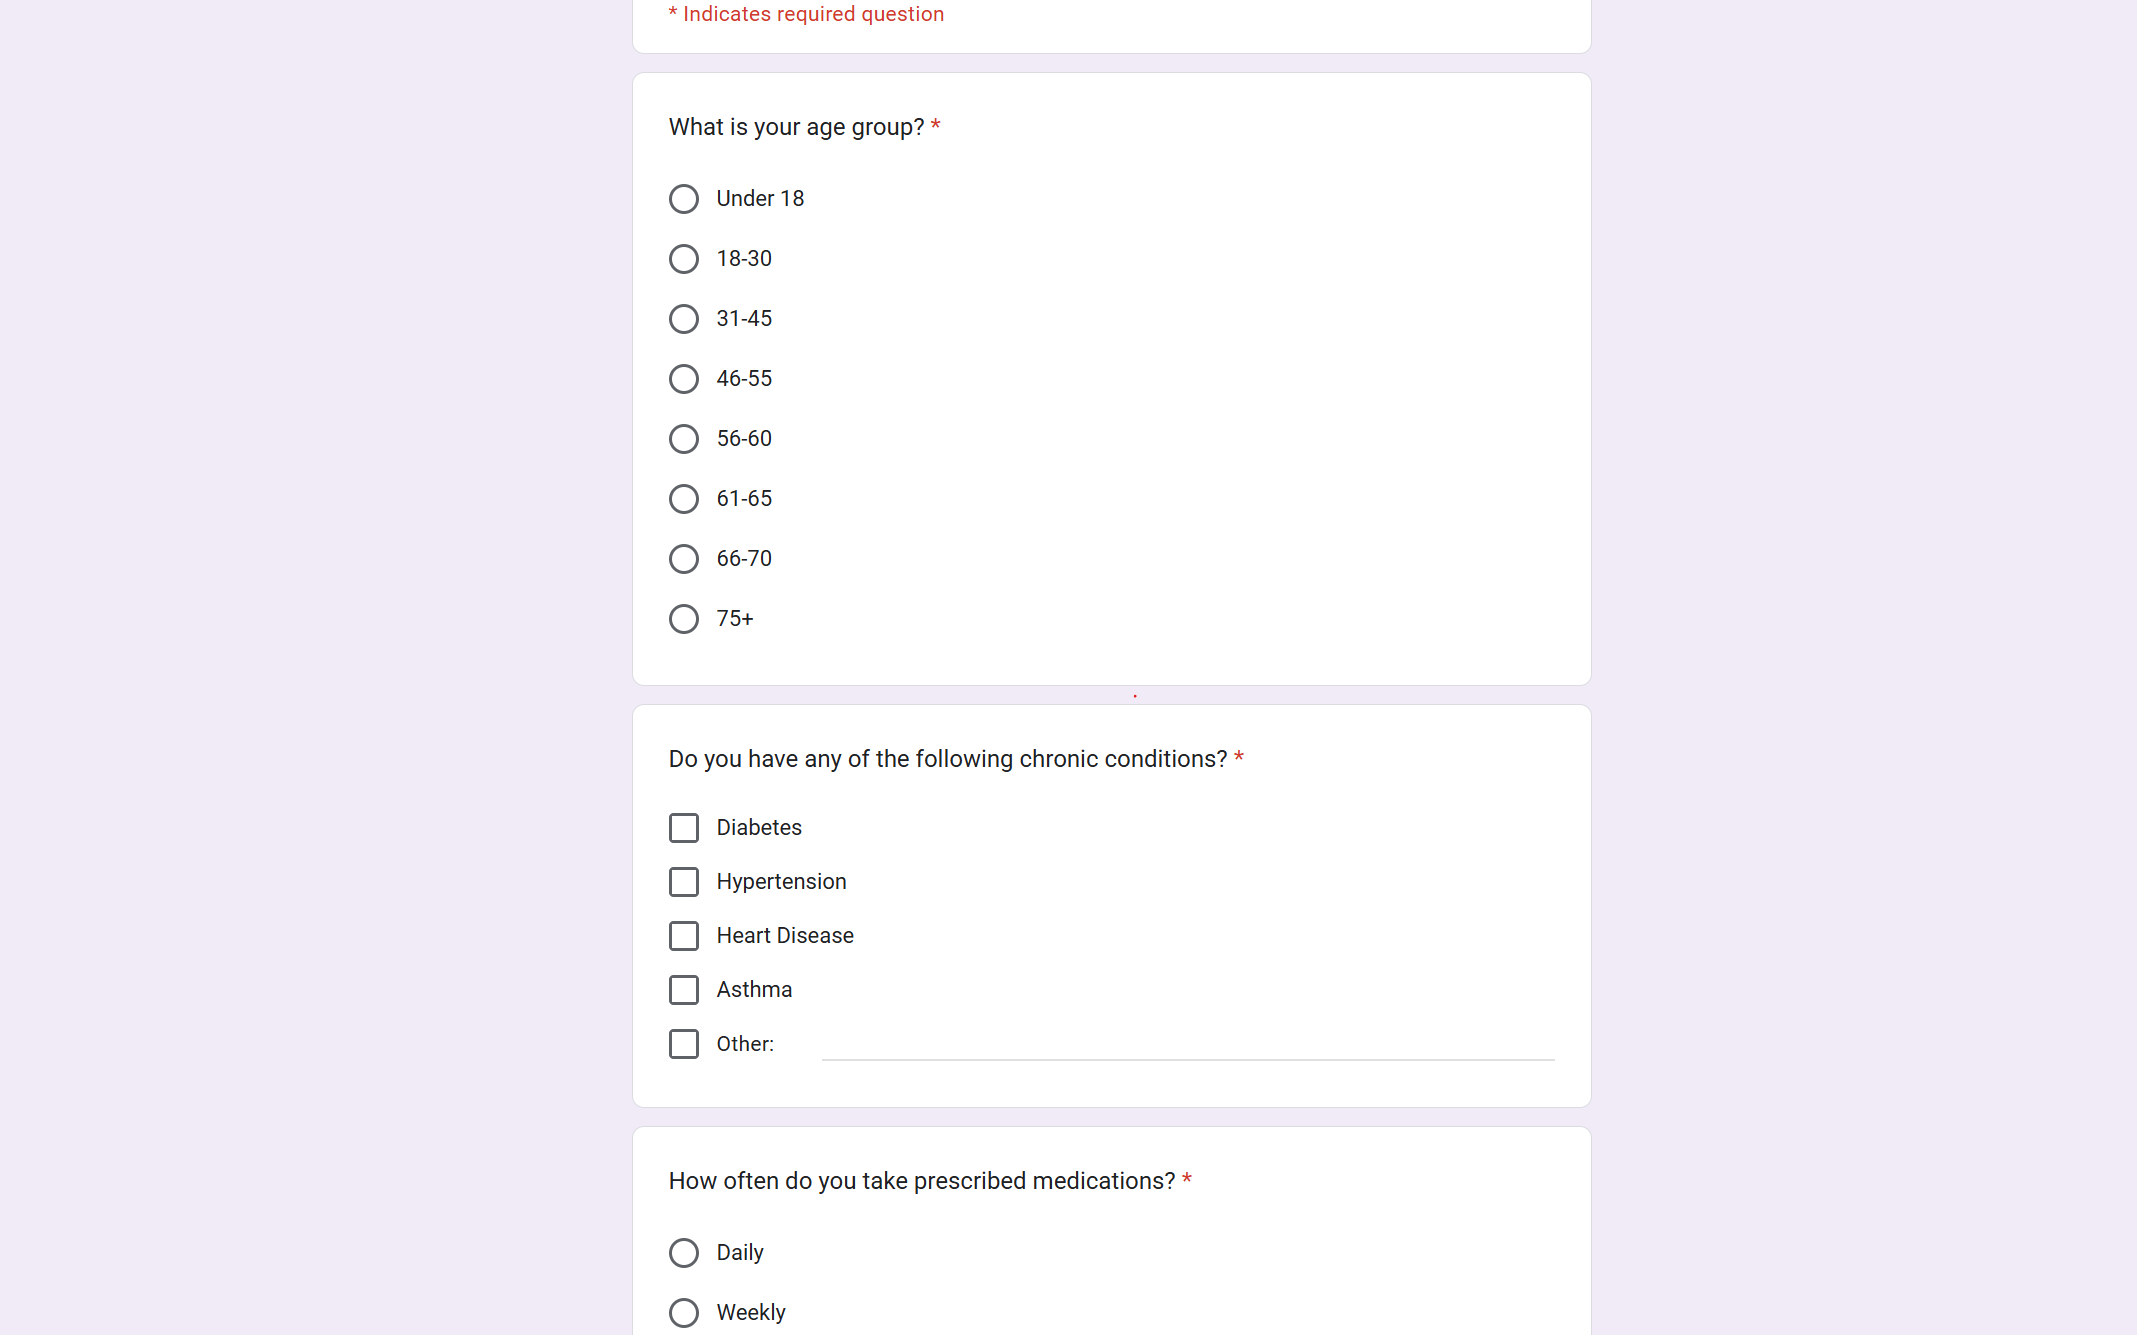 * Indicates required question
What is your age group? *
Under 18
18-30
31-45
46-55
56-60
61-65
66-70
75+
Do you have any of the following chronic conditions? *
Diabetes
Hypertension
Heart Disease
Asthma
Other:
How often do you take prescribed medications? *
Daily
Weekly